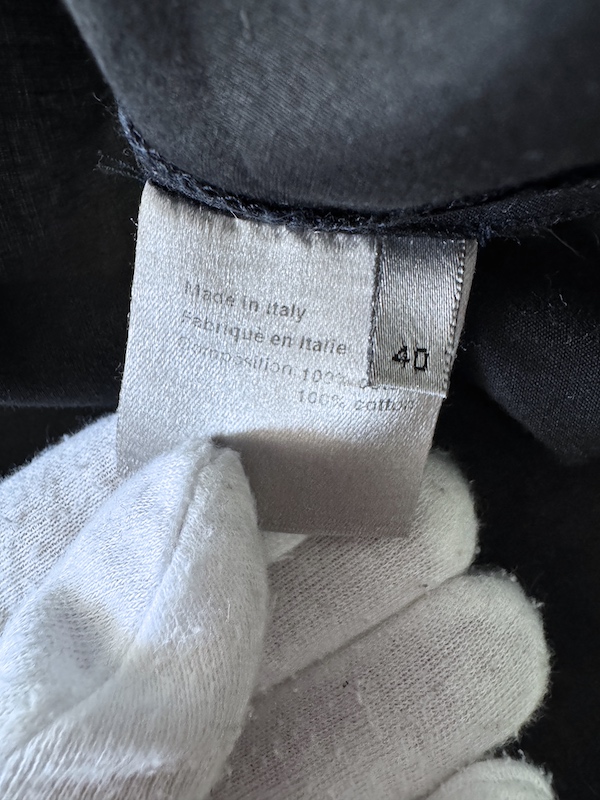 Made in Italy
Fabriqué en Italie
Composition 100%
100% cotton
40